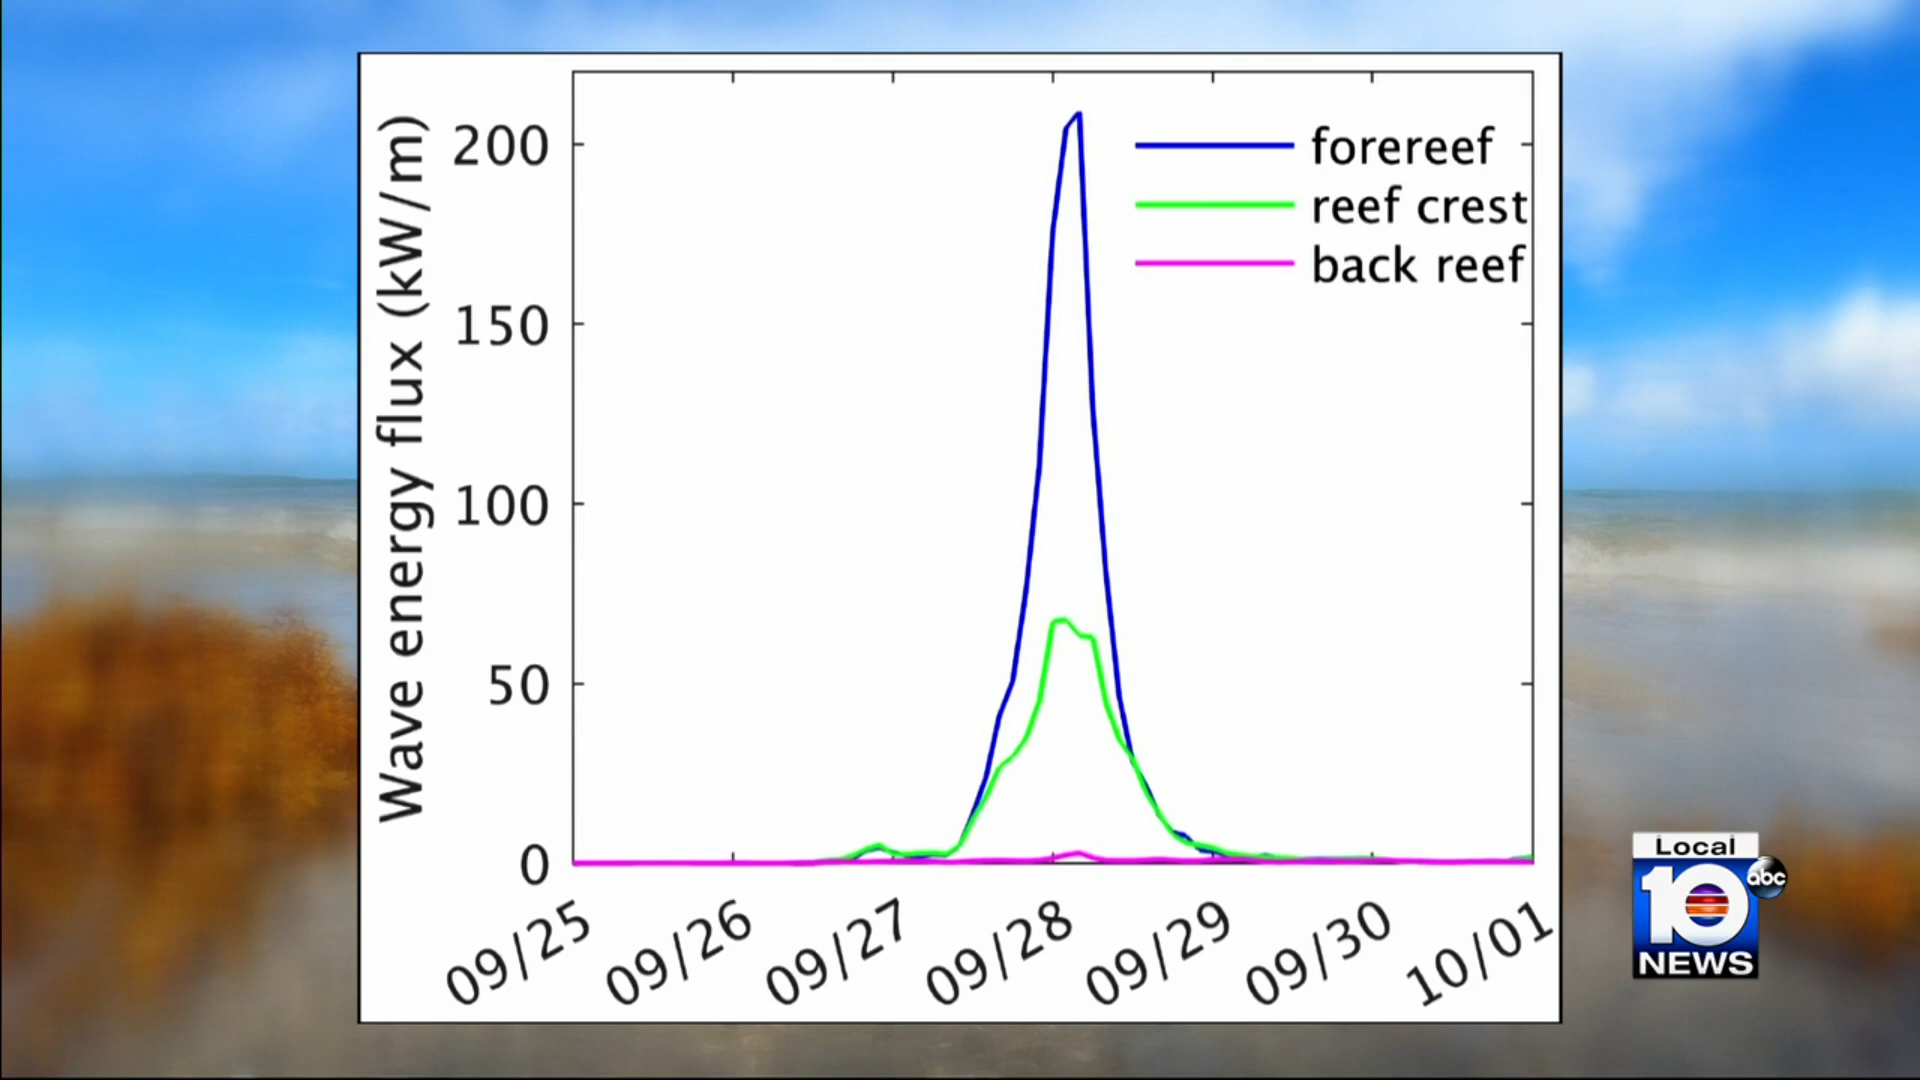 Wave energy flux (kW/m)
200
150
100
50
0
forereef
reef crest
back reef
09/25
09/26
09/27
09/28
09/29
09/30
10/01
Local
10
abc
NEWS